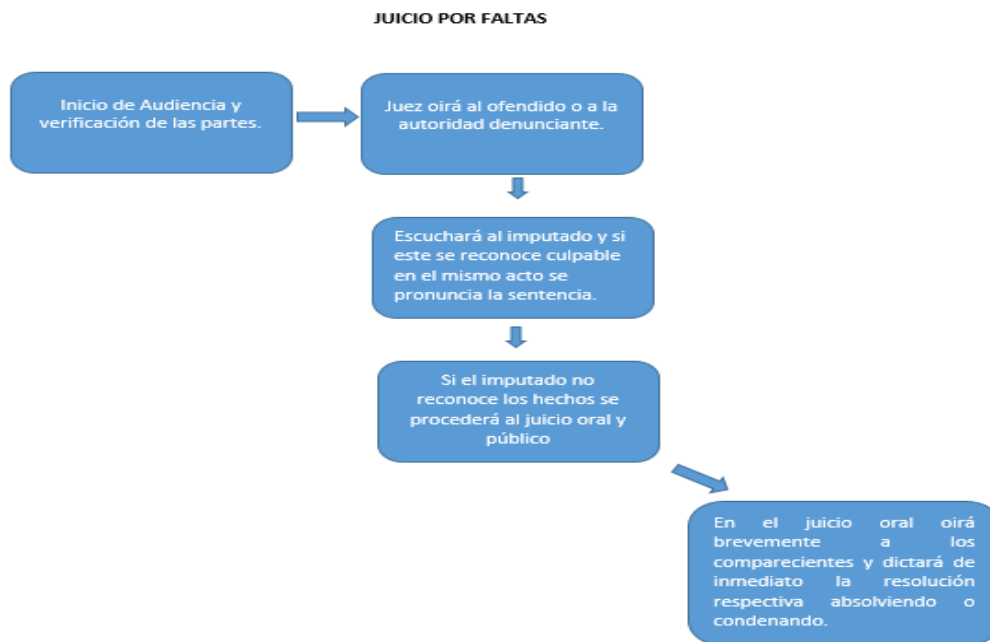 JUICIO POR FALTAS
Inicio de Audiencia y
verificación de las partes.
Juez oirá al ofendido o a la
autoridad denunciante.
Escuchará al imputado y si
este se reconoce culpable
en el mismo acto se
pronuncia la sentencia.
Si el imputado no
reconoce los hechos se
procederá al juicio oral y
público
En el juicio oral oirá
brevemente a los
comparecientes y dictará de
inmediato la resolución
respectiva absolviendo o
condenando.